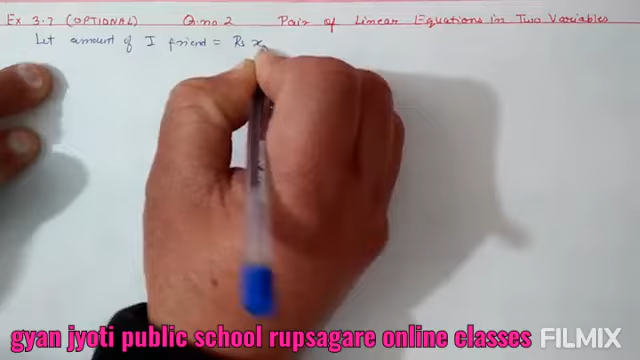 Ex 3.7 (OPTIONAL) Q.no 2 Pair of Linear Equations in Two Variables
Let amount of I friend = Rs x
gyan jyoti public school rupsagare online classes
FILMIX